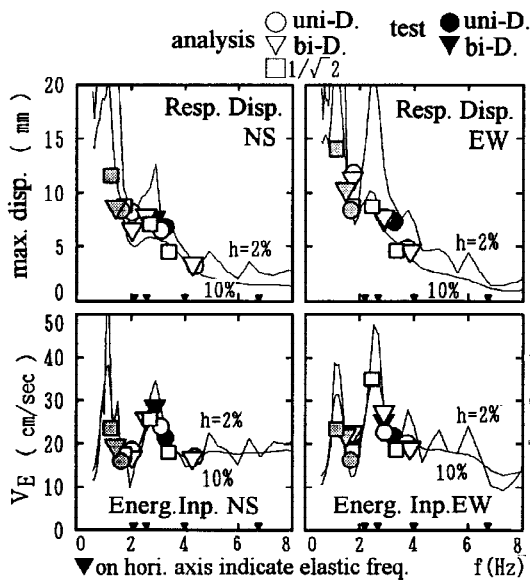 analysis ○ uni-D. test ● uni-D.
▽ bi-D. ▼ bi-D.
□ 1/√2
max. disp. ( mm )
20
15
10
5
0
Resp. Disp.
NS
h=2%
10%
Resp. Disp.
EW
h=2%
10%
V_E ( cm/sec )
50
40
30
20
10
0
h=2%
10%
Energ.Inp. NS
h=2%
10%
Energ.Inp.EW
0 2 4 6 8
0 2 4 6 8
▼on hori. axis indicate elastic freq. f(Hz)